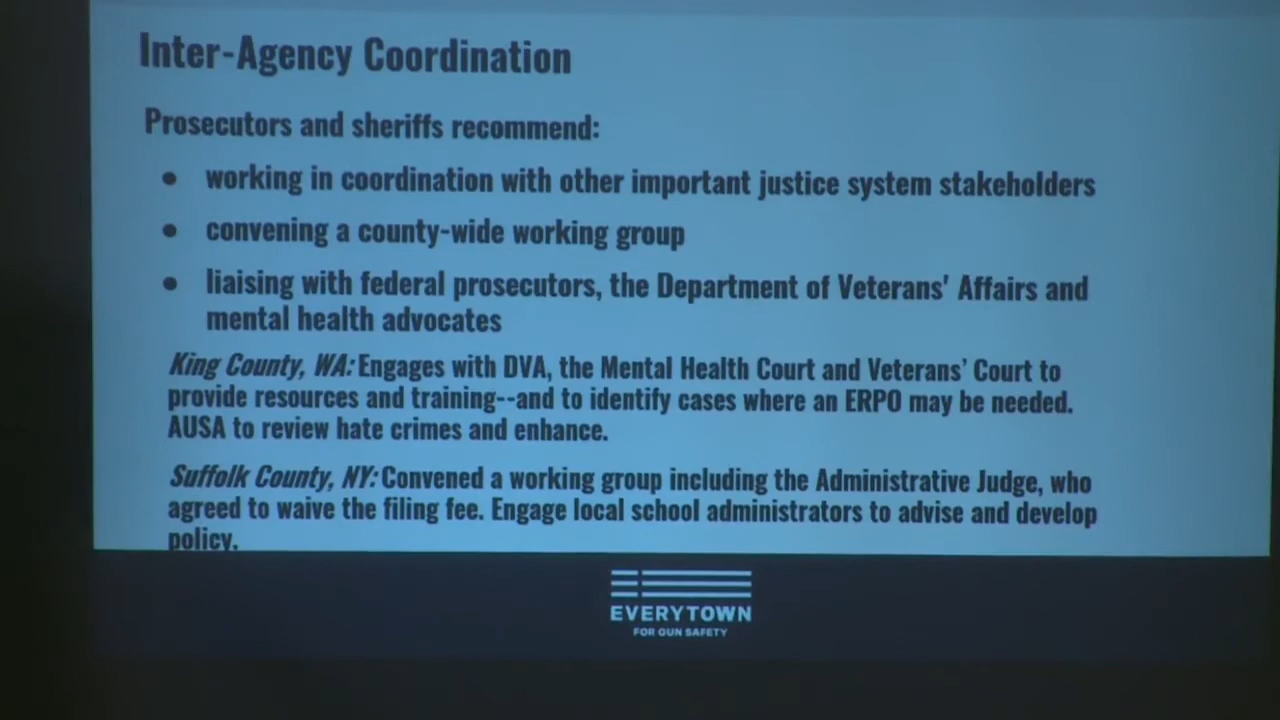 Inter-Agency Coordination
Prosecutors and sheriffs recommend:
● working in coordination with other important justice system stakeholders
● convening a county-wide working group
● liaising with federal prosecutors, the Department of Veterans' Affairs and
mental health advocates
King County, WA: Engages with DVA, the Mental Health Court and Veterans’ Court to
provide resources and training--and to identify cases where an ERPO may be needed.
AUSA to review hate crimes and enhance.
Suffolk County, NY: Convened a working group including the Administrative Judge, who
agreed to waive the filing fee. Engage local school administrators to advise and develop
policy.
EVERYTOWN
FOR GUN SAFETY